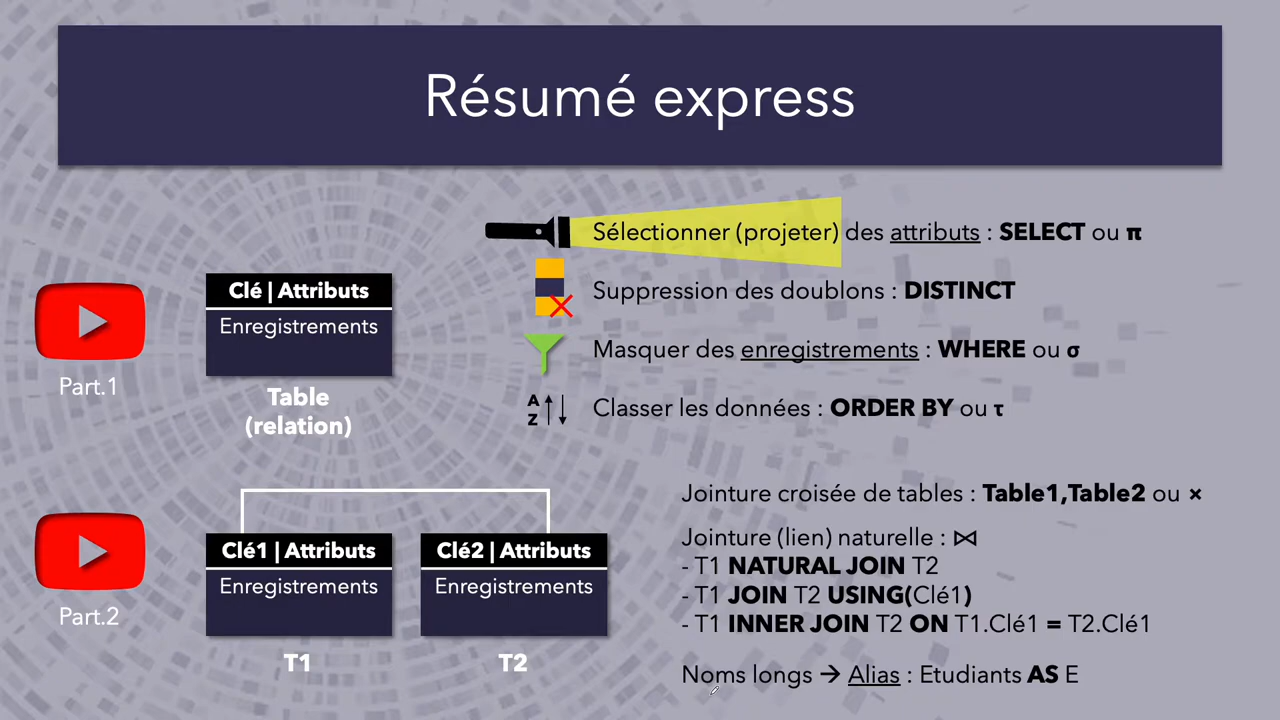 Résumé express
Sélectionner (projeter) des attributs : SELECT ou π
Suppression des doublons : DISTINCT
Masquer des enregistrements : WHERE ou σ
A
Z
Classer les données : ORDER BY ou τ
Part.1
Clé | Attributs
Enregistrements
Table
(relation)
Part.2
Clé1 | Attributs
Enregistrements
T1
Clé2 | Attributs
Enregistrements
T2
Jointure croisée de tables : Table1,Table2 ou ×
Jointure (lien) naturelle : ⋈
- T1 NATURAL JOIN T2
- T1 JOIN T2 USING(Clé1)
- T1 INNER JOIN T2 ON T1.Clé1 = T2.Clé1
Noms longs → Alias : Etudiants AS E